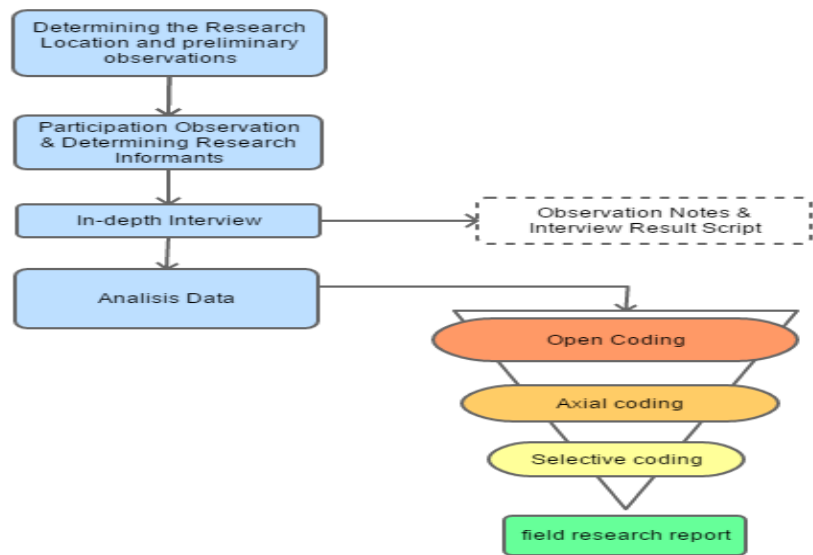 Determining the Research
Location and preliminary
observations
Participation Observation
& Determining Research
Informants
In-depth Interview
Observation Notes &
Interview Result Script
Analisis Data
Open Coding
Axial coding
Selective coding
field research report